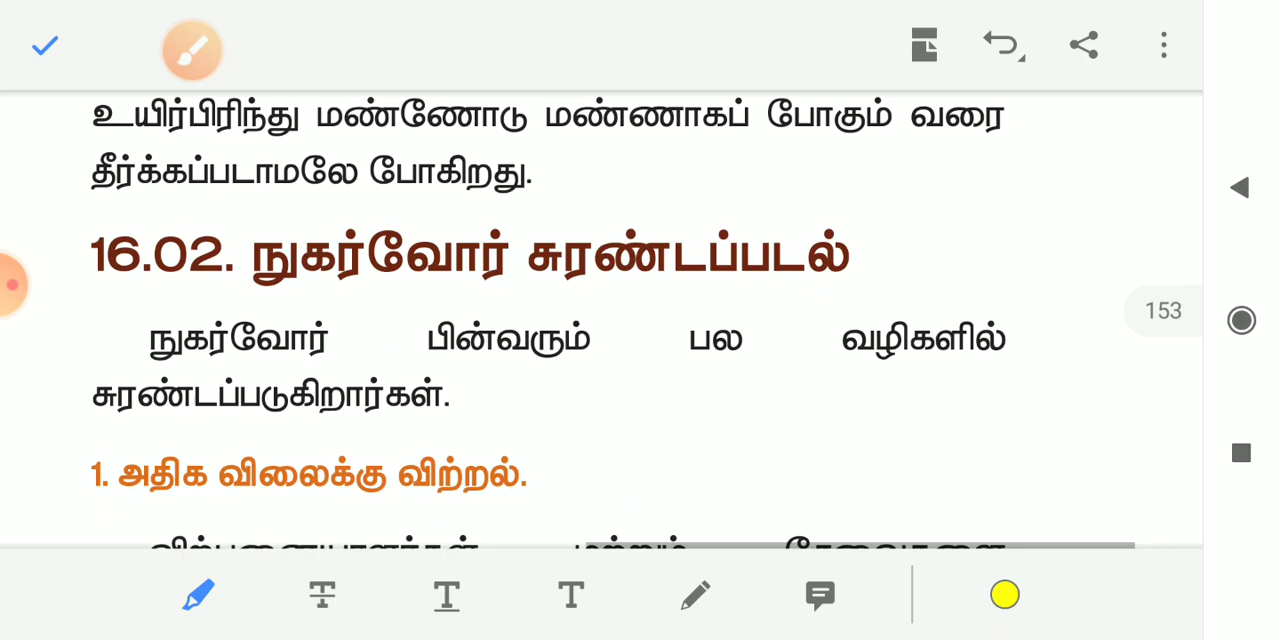 உயிர்பிரிந்து மண்ணோடு மண்ணாகப் போகும் வரை
தீர்க்கப்படாமலே போகிறது.
16.02. நுகர்வோர் சுரண்டப்படல்
நுகர்வோர் பின்வரும் பல வழிகளில்
153
சுரண்டப்படுகிறார்கள்.
1. அதிக விலைக்கு விற்றல்.